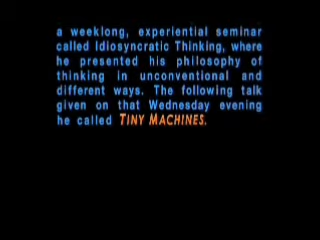 a weeklong, experiential seminar
called Idiosyncratic Thinking, where
he presented his philosophy of
thinking in unconventional and
different ways. The following talk
given on that Wednesday evening
he called TINY MACHINES.